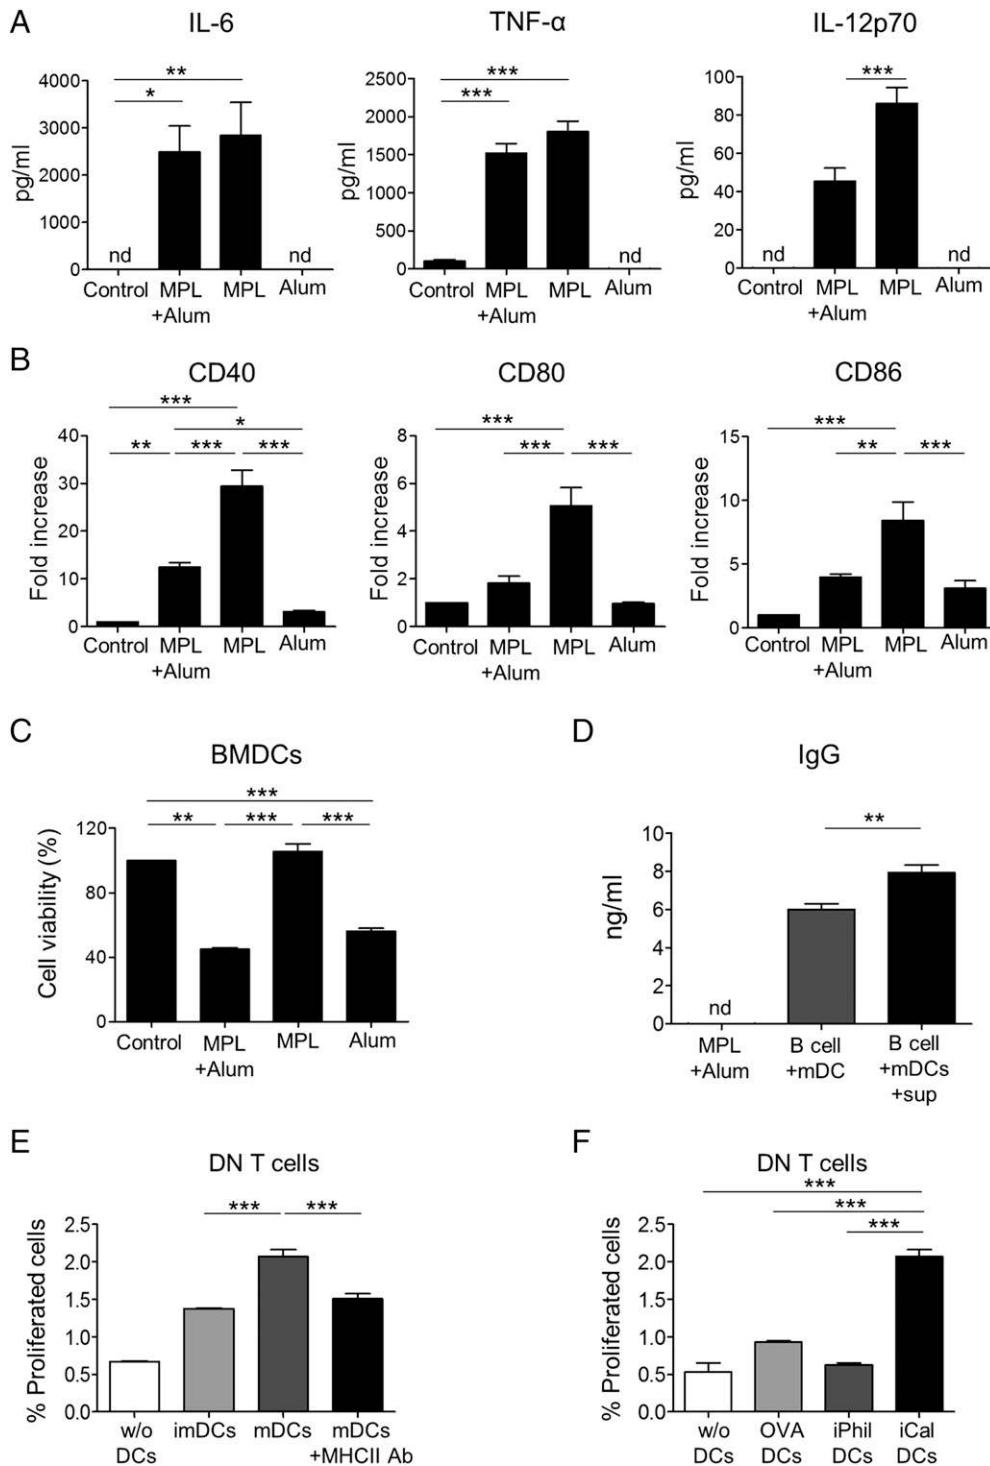 A
IL-6
TNF-α
IL-12p70
**
*
pg/ml
4000
3000
2000
1000
0
nd
nd
Control
MPL
+Alum
MPL
Alum
***
***
pg/ml
2500
2000
1500
1000
500
0
nd
Control
MPL
+Alum
MPL
Alum
***
pg/ml
100
80
60
40
20
0
nd
nd
Control
MPL
+Alum
MPL
Alum
B
CD40
CD80
CD86
***
*
**
***
***
Fold increase
40
30
20
10
0
Control
MPL
+Alum
MPL
Alum
***
***
***
Fold increase
8
6
4
2
0
Control
MPL
+Alum
MPL
Alum
***
**
***
Fold increase
15
10
5
0
Control
MPL
+Alum
MPL
Alum
C
BMDCs
***
**
***
***
Cell viability (%)
120
80
40
0
Control
MPL
+Alum
MPL
Alum
D
IgG
**
ng/ml
10
8
6
4
2
0
nd
MPL
+Alum
B cell
+mDC
B cell
+mDCs
+sup
E
DN T cells
***
***
% Proliferated cells
2.5
2.0
1.5
1.0
0.5
0.0
w/o
DCs
imDCs
mDCs
mDCs
+MHCII Ab
F
DN T cells
***
***
***
% Proliferated cells
2.5
2.0
1.5
1.0
0.5
0.0
w/o
DCs
OVA
DCs
iPhil
DCs
iCal
DCs